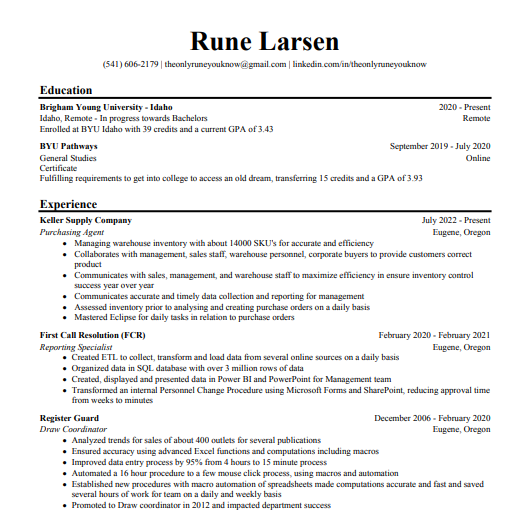 Rune Larsen
(541) 606-2179 | theonlyruneyouknow@gmail.com | linkedin.com/in/theonlyruneyouknow
Education
Brigham Young University - Idaho 2020 - Present
Idaho, Remote - In progress towards Bachelors Remote
Enrolled at BYU Idaho with 39 credits and a current GPA of 3.43
BYU Pathways September 2019 - July 2020
General Studies Online
Certificate
Fulfilling requirements to get into college to access an old dream, transferring 15 credits and a GPA of 3.93
Experience
Keller Supply Company July 2022 - Present
Purchasing Agent Eugene, Oregon
• Managing warehouse inventory with about 14000 SKU's for accurate and efficiency
• Collaborates with management, sales staff, warehouse personnel, corporate buyers to provide customers correct
product
• Communicates with sales, management, and warehouse staff to maximize efficiency in ensure inventory control
success year over year
• Communicates accurate and timely data collection and reporting for management
• Assessed inventory prior to analysing and creating purchase orders on a daily basis
• Mastered Eclipse for daily tasks in relation to purchase orders
First Call Resolution (FCR) February 2020 - February 2021
Reporting Specialist Eugene, Oregon
• Created ETL to collect, transform and load data from several online sources on a daily basis
• Organized data in SQL database with over 3 million rows of data
• Created, displayed and presented data in Power BI and PowerPoint for Management team
• Transformed an internal Personnel Change Procedure using Microsoft Forms and SharePoint, reducing approval time
from weeks to minutes
Register Guard December 2006 - February 2020
Draw Coordinator Eugene, Oregon
• Analyzed trends for sales of about 400 outlets for several publications
• Ensured accuracy using advanced Excel functions and computations including macros
• Improved data entry process by 95% from 4 hours to 15 minute process
• Automated a 16 hour procedure to a few mouse click process, using macros and automation
• Established new procedures with macro automation of spreadsheets made computations accurate and fast and saved
several hours of work for team on a daily and weekly basis
• Promoted to Draw coordinator in 2012 and impacted department success